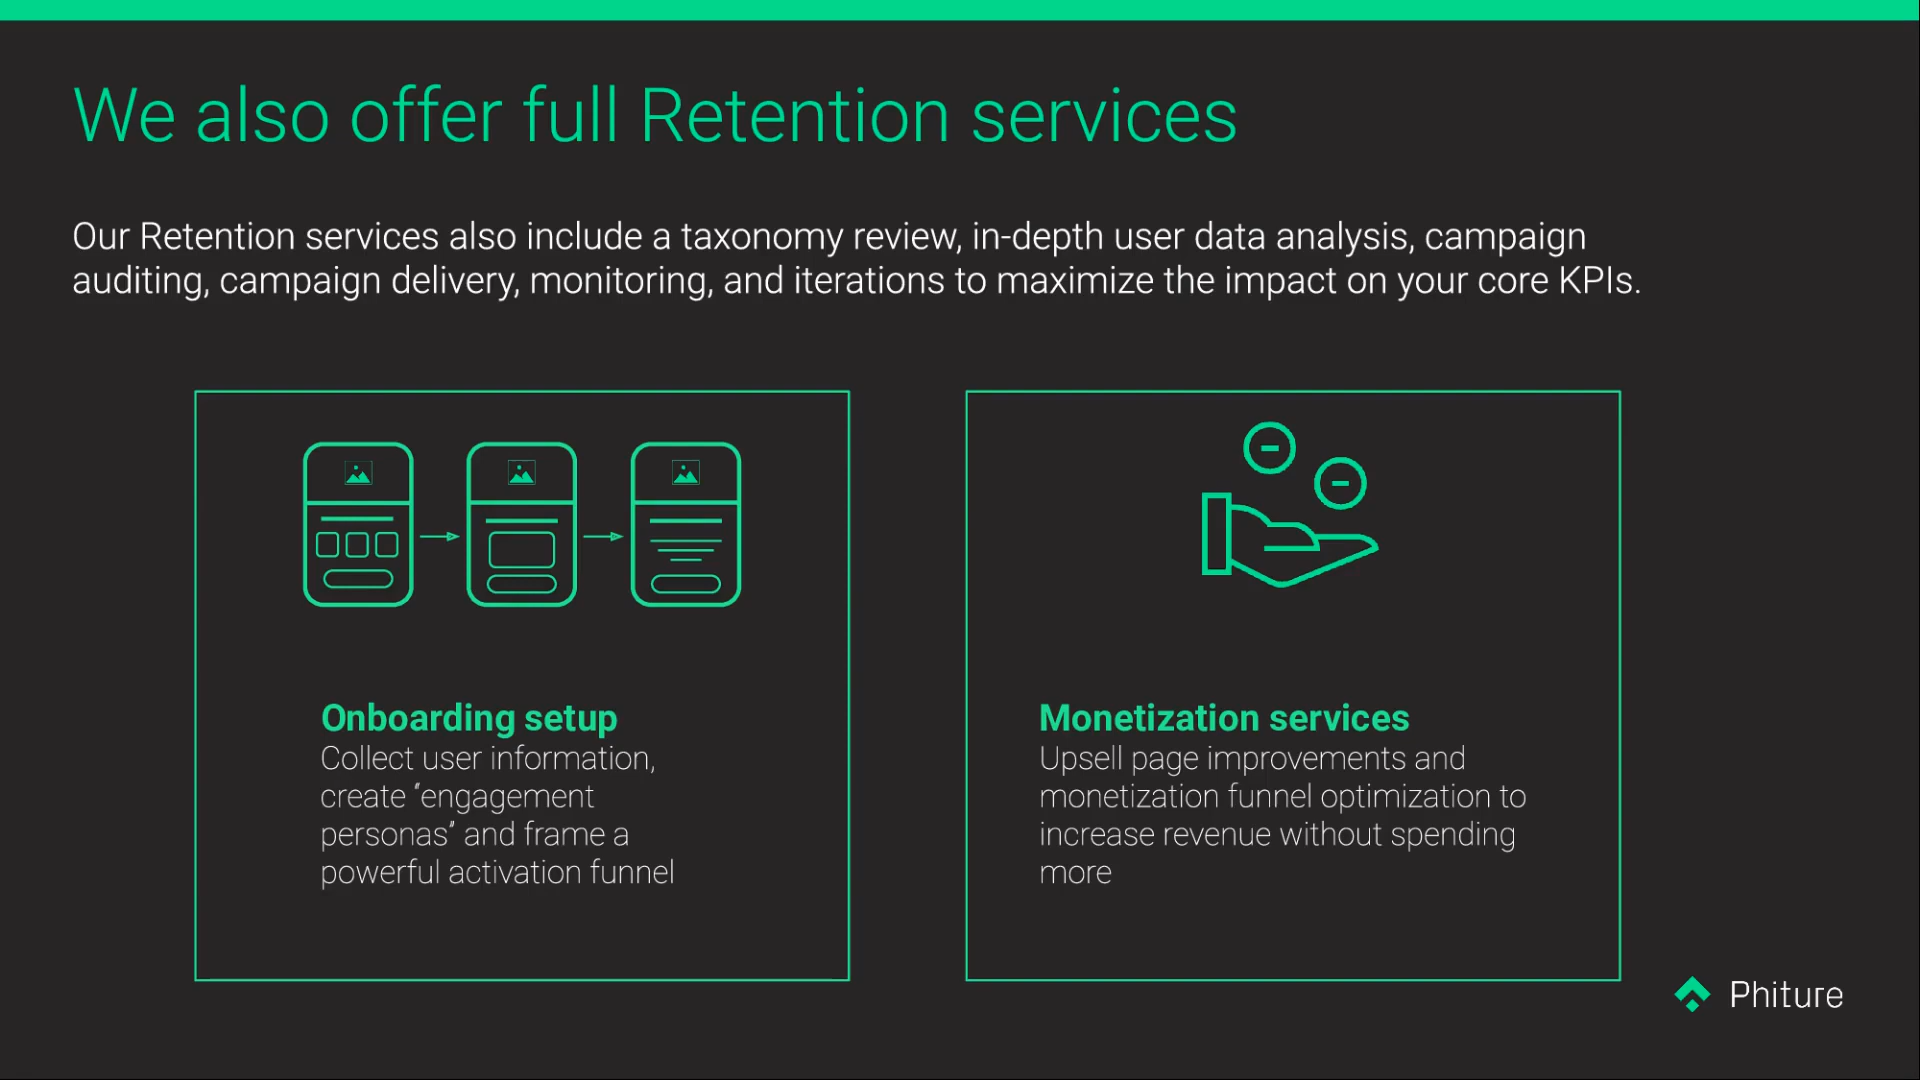 We also offer full Retention services
Our Retention services also include a taxonomy review, in-depth user data analysis, campaign
auditing, campaign delivery, monitoring, and iterations to maximize the impact on your core KPIs.
Onboarding setup
Collect user information,
create “engagement
personas” and frame a
powerful activation funnel
Monetization services
Upsell page improvements and
monetization funnel optimization to
increase revenue without spending
more
Phiture